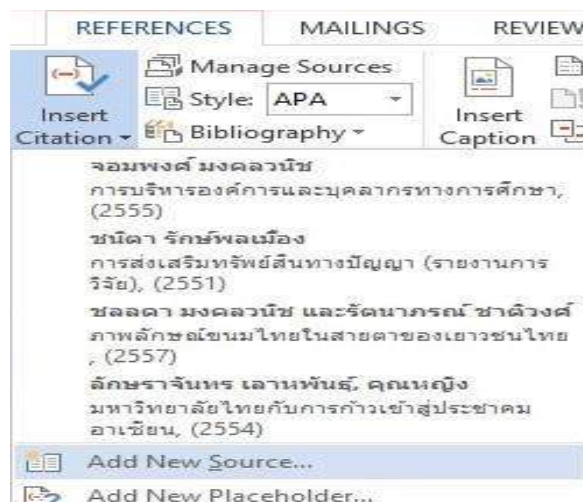 REFERENCES MAILINGS REVIEW
Manage Sources
Style: APA
Insert Citation
Bibliography
Insert Caption
จอมพงศ์ มงคลวนิช
การบริหารองค์การและบุคลากรทางการศึกษา,
(2555)
ชนิดา รักษ์พลเมือง
การส่งเสริมทรัพย์สินทางปัญญา (รายงานการ
วิจัย), (2551)
ชลลดา มงคลวนิช และรัตนาภรณ์ ชาติวงศ์
ภาพลักษณ์ขนมไทยในสายตาของเยาวชนไทย
, (2557)
ลักษราจันทร เลาหพันธุ์, คุณหญิง
มหาวิทยาลัยไทยกับการก้าวเข้าสู่ประชาคม
อาเซียน, (2554)
Add New Source...
Add New Placeholder...